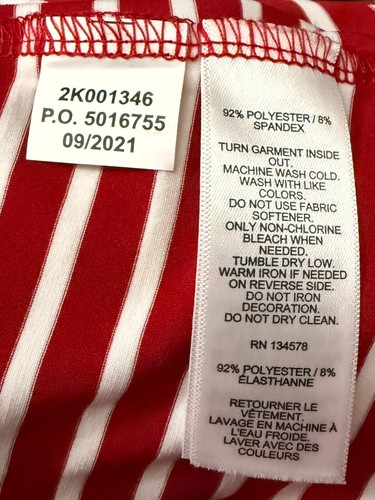 2K001346
P.O. 5016755
09/2021
92% POLYESTER / 8%
SPANDEX
TURN GARMENT INSIDE
OUT.
MACHINE WASH COLD.
WASH WITH LIKE
COLORS.
DO NOT USE FABRIC
SOFTENER.
ONLY NON-CHLORINE
BLEACH WHEN
NEEDED.
TUMBLE DRY LOW.
WARM IRON IF NEEDED
ON REVERSE SIDE.
DO NOT IRON
DECORATION.
DO NOT DRY CLEAN.
RN 134578
92% POLYESTER / 8%
ÉLASTHANNE
RETOURNER LE
VÊTEMENT.
LAVAGE EN MACHINE À
L'EAU FROIDE.
LAVER AVEC DES
COULEURS